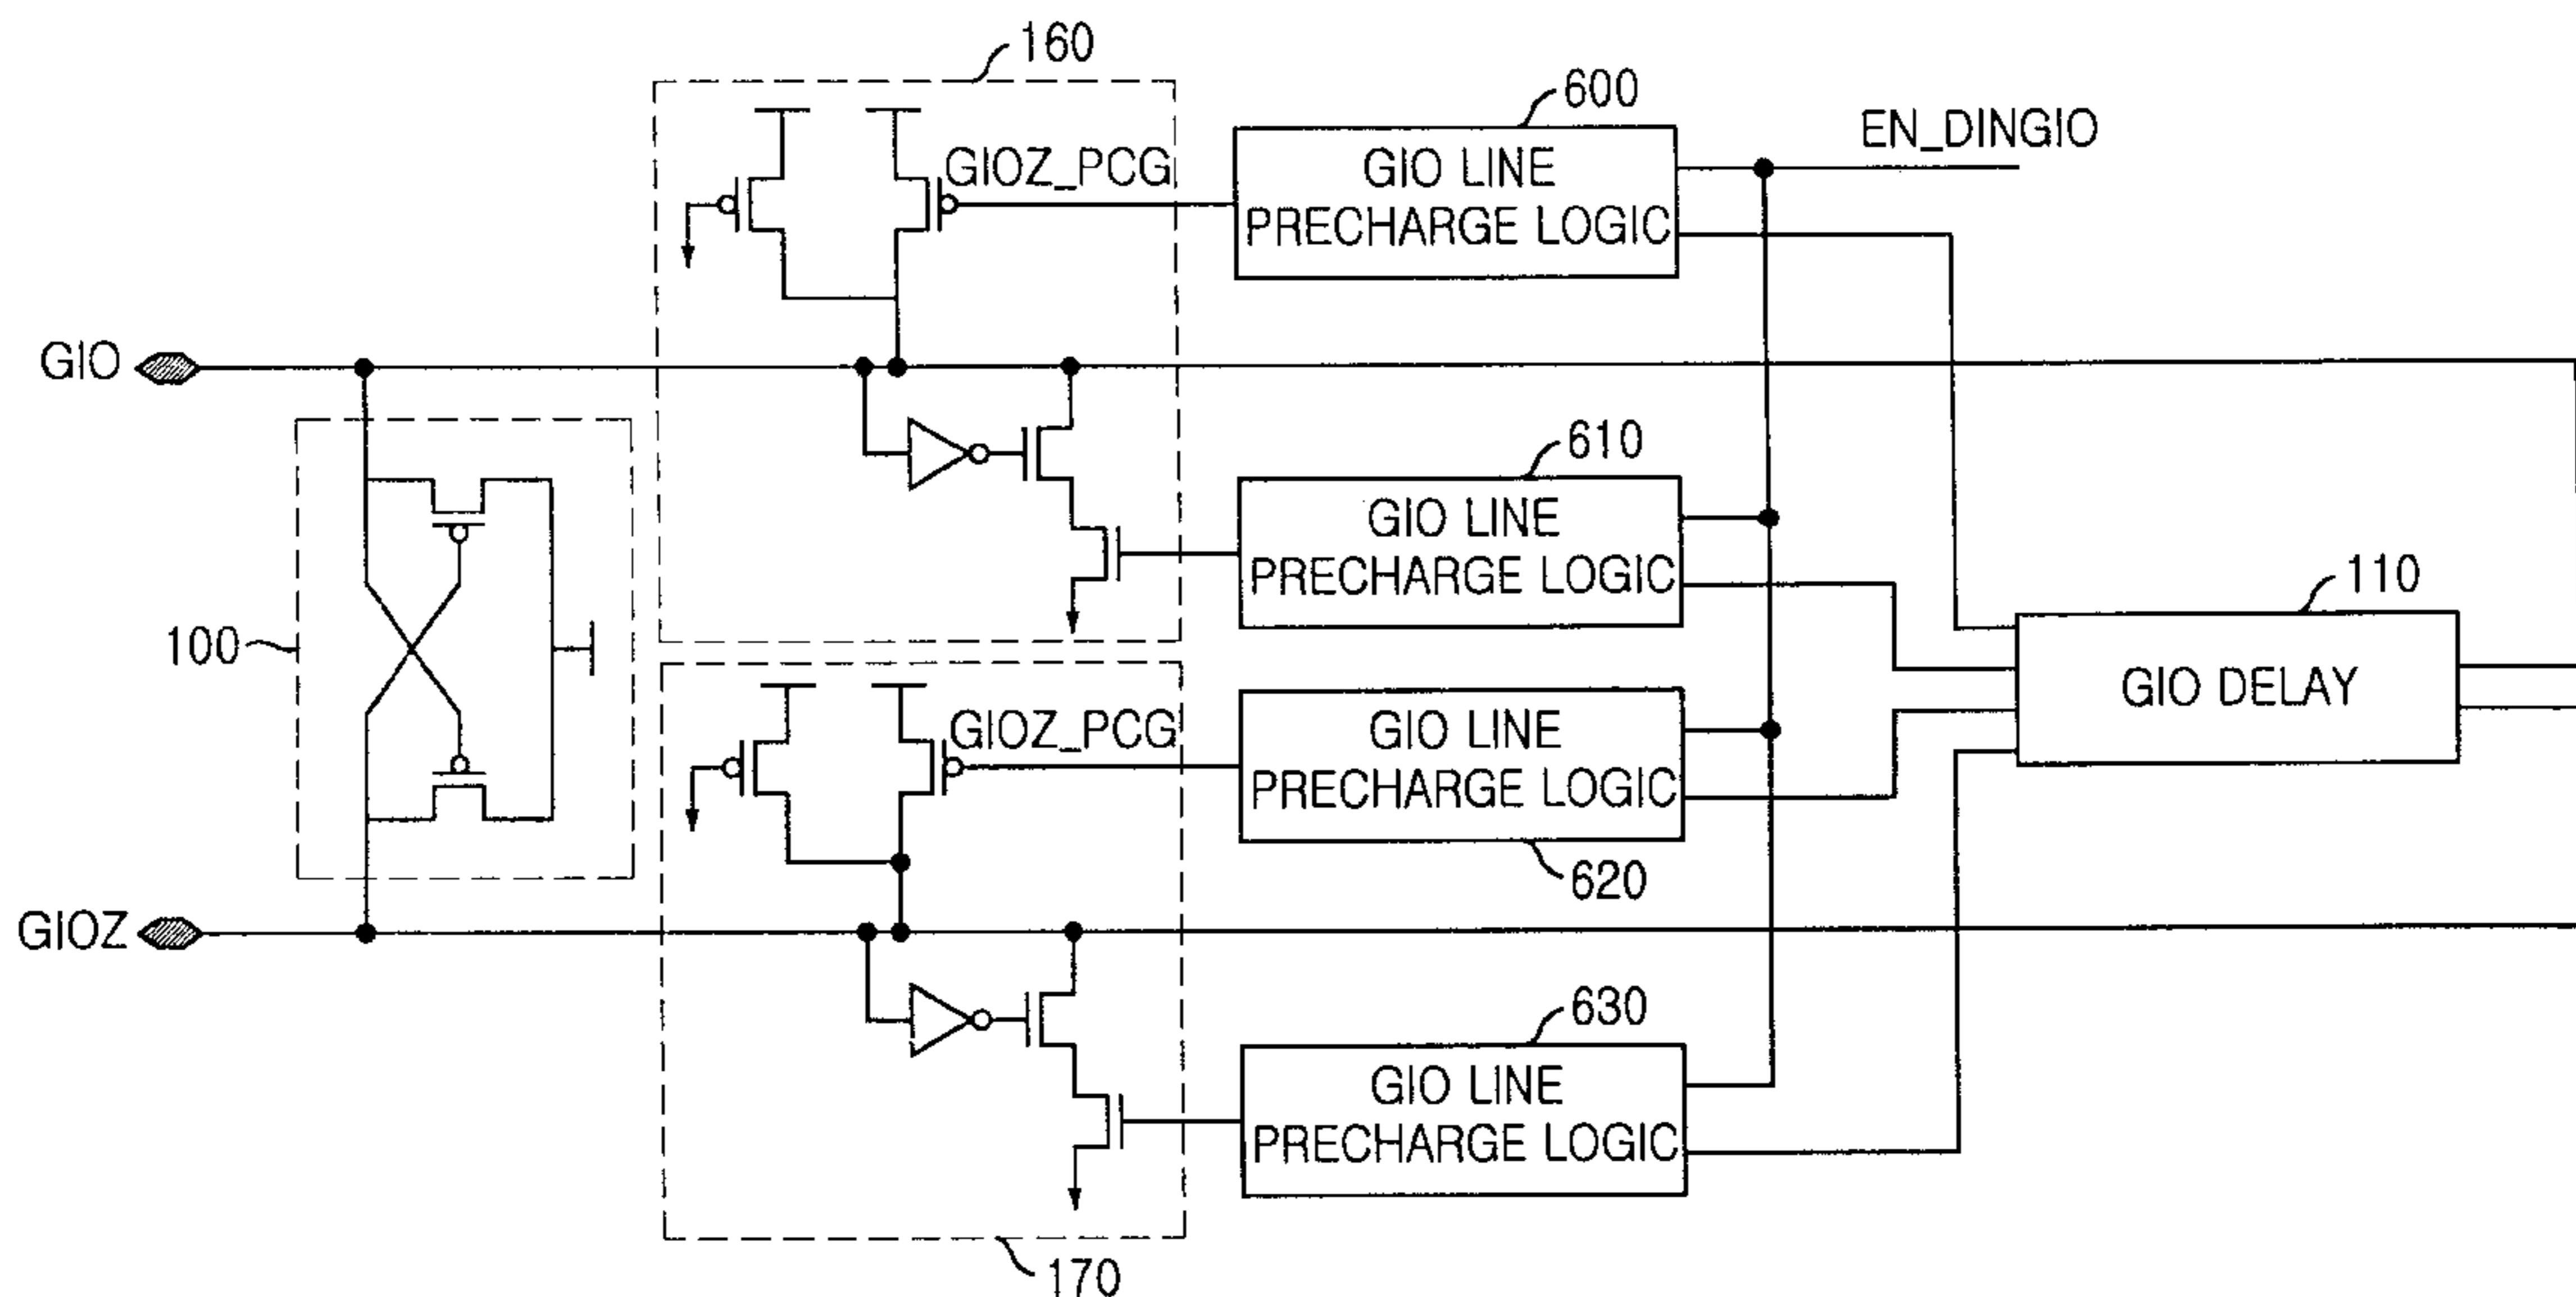 160
600
EN_DINGIO
GIOZ_PCG
GIO LINE
PRECHARGE LOGIC
GIO
610
GIO LINE
PRECHARGE LOGIC
110
100
GIO DELAY
GIOZ_PCG
GIO LINE
PRECHARGE LOGIC
620
GIOZ
630
GIO LINE
PRECHARGE LOGIC
170